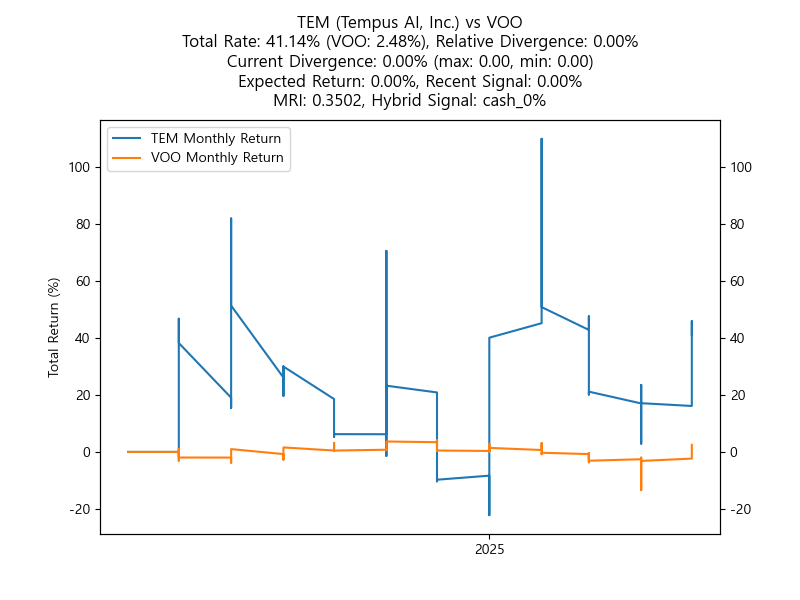 TEM (Tempus AI, Inc.) vs VOO
Total Rate: 41.14% (VOO: 2.48%), Relative Divergence: 0.00%
Current Divergence: 0.00% (max: 0.00, min: 0.00)
Expected Return: 0.00%, Recent Signal: 0.00%
MRI: 0.3502, Hybrid Signal: cash_0%
TEM Monthly Return
VOO Monthly Return
Total Return (%)
100
80
60
40
20
0
-20
100
80
60
40
20
0
-20
2025